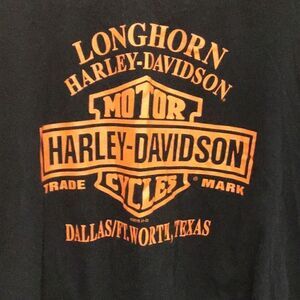 LONGHORN
HARLEY-DAVIDSON
MOTOR
HARLEY-DAVIDSON
TRADE ® MARK
CYCLES
DALLAS/FT. WORTH, TEXAS